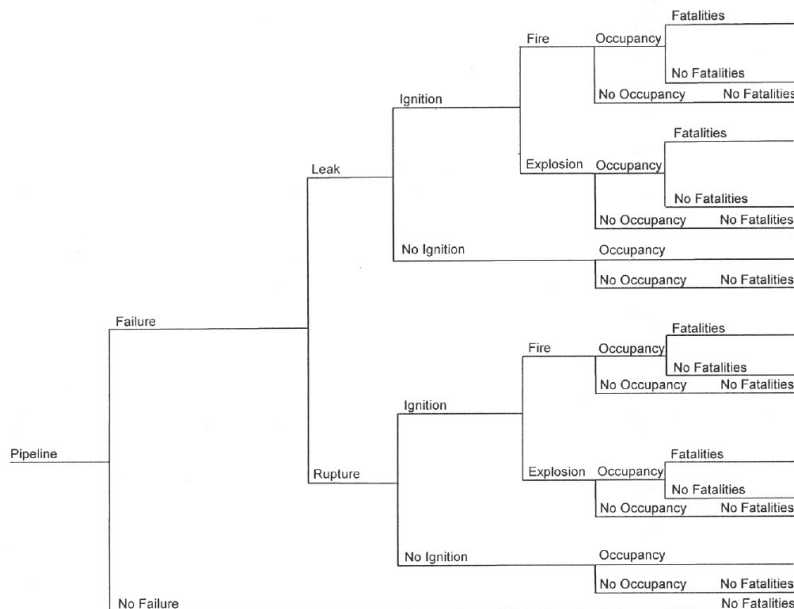 Fatalities
Fire Occupancy
No Fatalities
No Occupancy No Fatalities
Ignition
Fatalities
Explosion Occupancy
Leak
No Fatalities
No Occupancy No Fatalities
No Ignition Occupancy
No Occupancy No Fatalities
Failure
Fatalities
Fire Occupancy
No Fatalities
No Occupancy No Fatalities
Ignition
Pipeline
Fatalities
Rupture Explosion Occupancy
No Fatalities
No Occupancy No Fatalities
No Ignition Occupancy
No Occupancy No Fatalities
No Failure No Fatalities